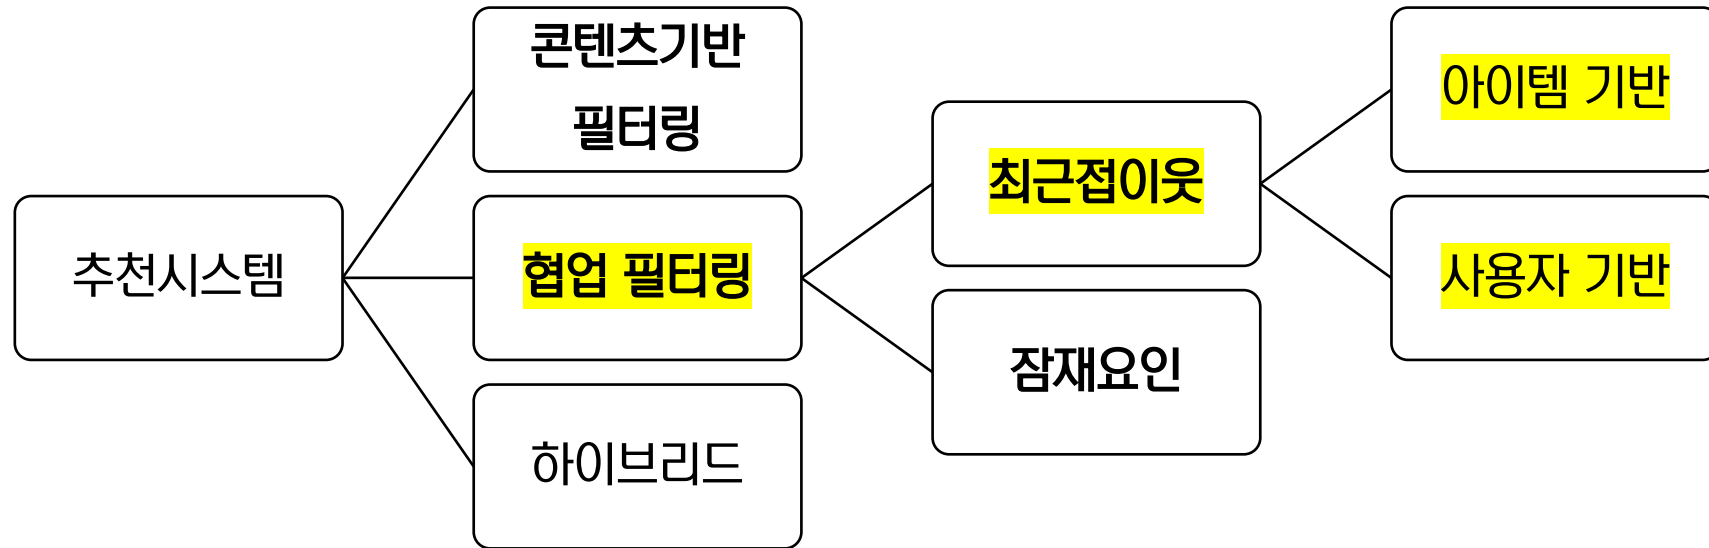 추천시스템
콘텐츠기반
필터링
협업 필터링
하이브리드
최근접이웃
잠재요인
아이템 기반
사용자 기반